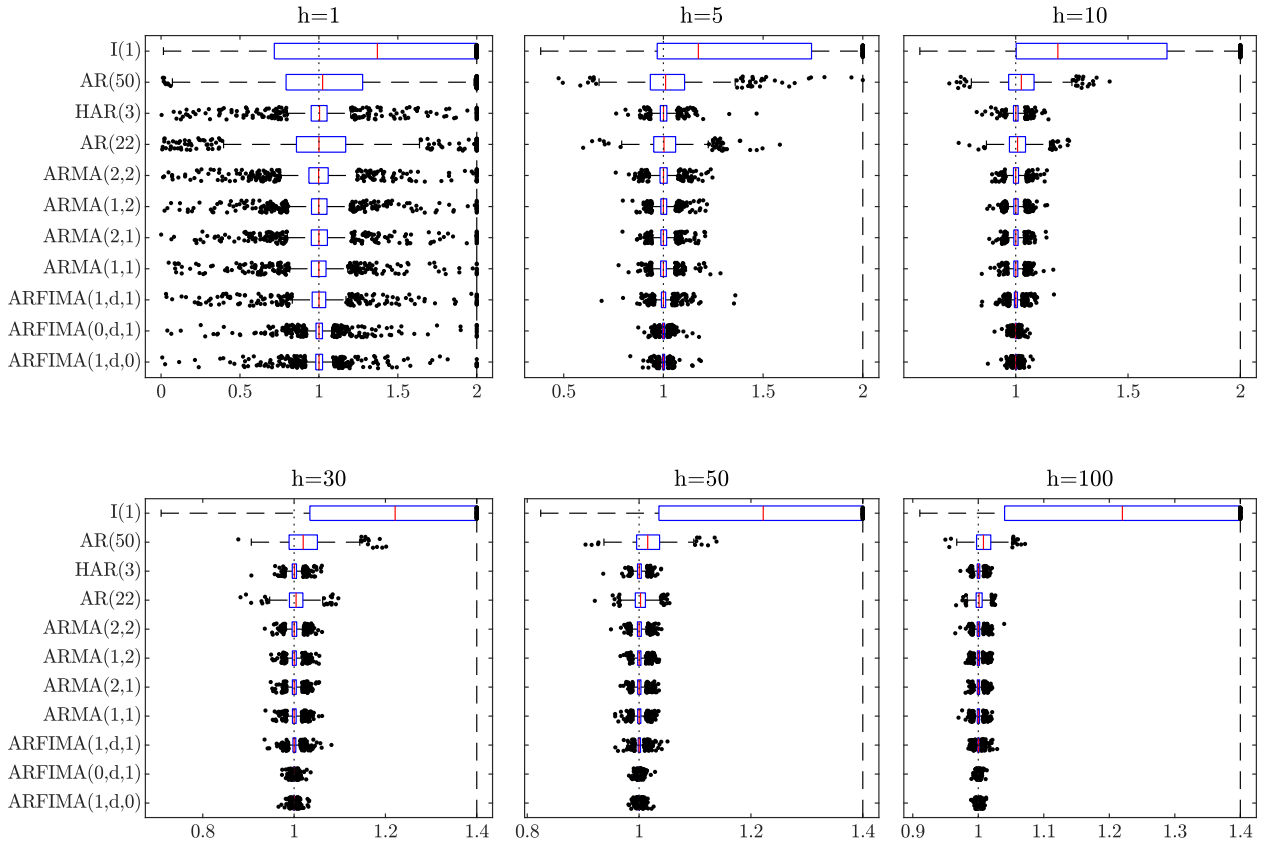 h=1
h=5
h=10
I(1)
AR(50)
HAR(3)
AR(22)
ARMA(2,2)
ARMA(1,2)
ARMA(2,1)
ARMA(1,1)
ARFIMA(1,d,1)
ARFIMA(0,d,1)
ARFIMA(1,d,0)
0 0.5 1 1.5 2
0.5 1 1.5 2
1 1.5 2
h=30
h=50
h=100
I(1)
AR(50)
HAR(3)
AR(22)
ARMA(2,2)
ARMA(1,2)
ARMA(2,1)
ARMA(1,1)
ARFIMA(1,d,1)
ARFIMA(0,d,1)
ARFIMA(1,d,0)
0.8 1 1.2 1.4
0.8 1 1.2 1.4
0.9 1 1.1 1.2 1.3 1.4